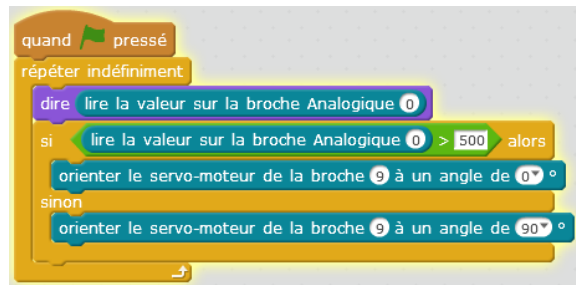 quand pressé
répéter indéfiniment
dire lire la valeur sur la broche Analogique 0
si lire la valeur sur la broche Analogique 0 > 500 alors
orienter le servo-moteur de la broche 9 à un angle de 0 °
sinon
orienter le servo-moteur de la broche 9 à un angle de 90 °